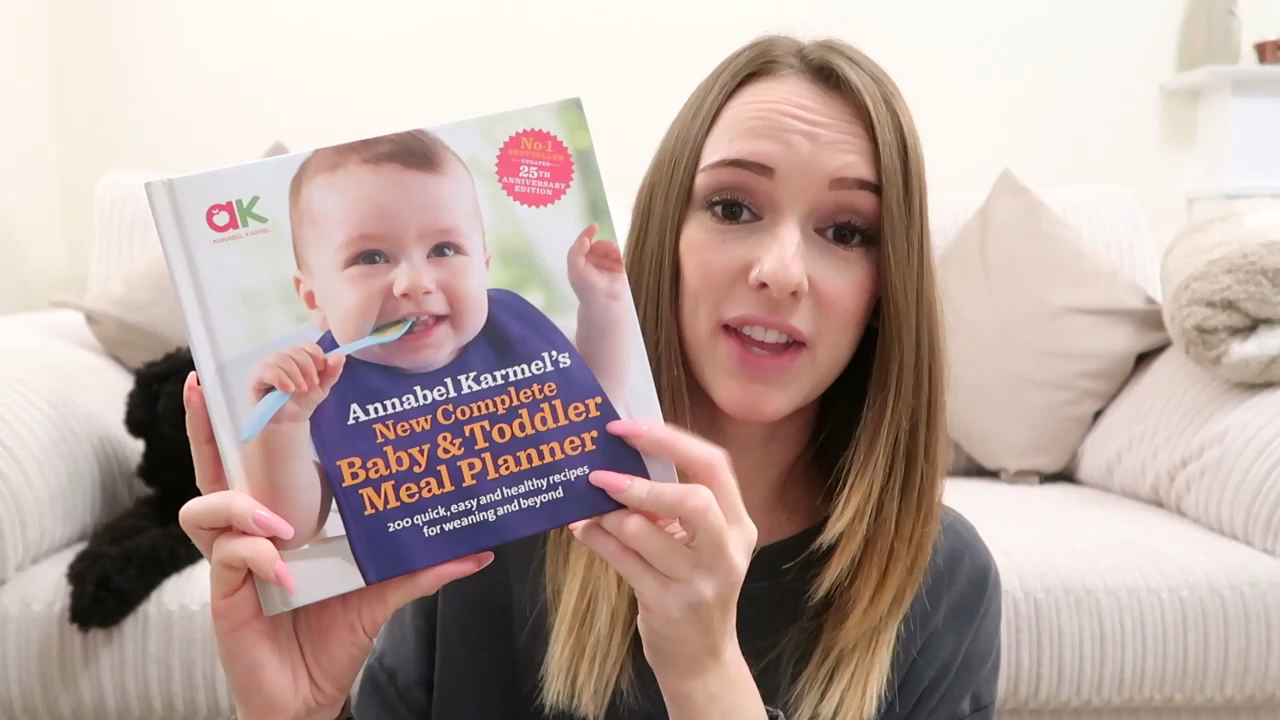 No.1
BESTSELLER
UPDATED
25TH
ANNIVERSARY
EDITION
aK
ANNABEL KARMEL
Annabel Karmel's
New Complete
Baby & Toddler
Meal Planner
200 quick, easy and healthy recipes
for weaning and beyond